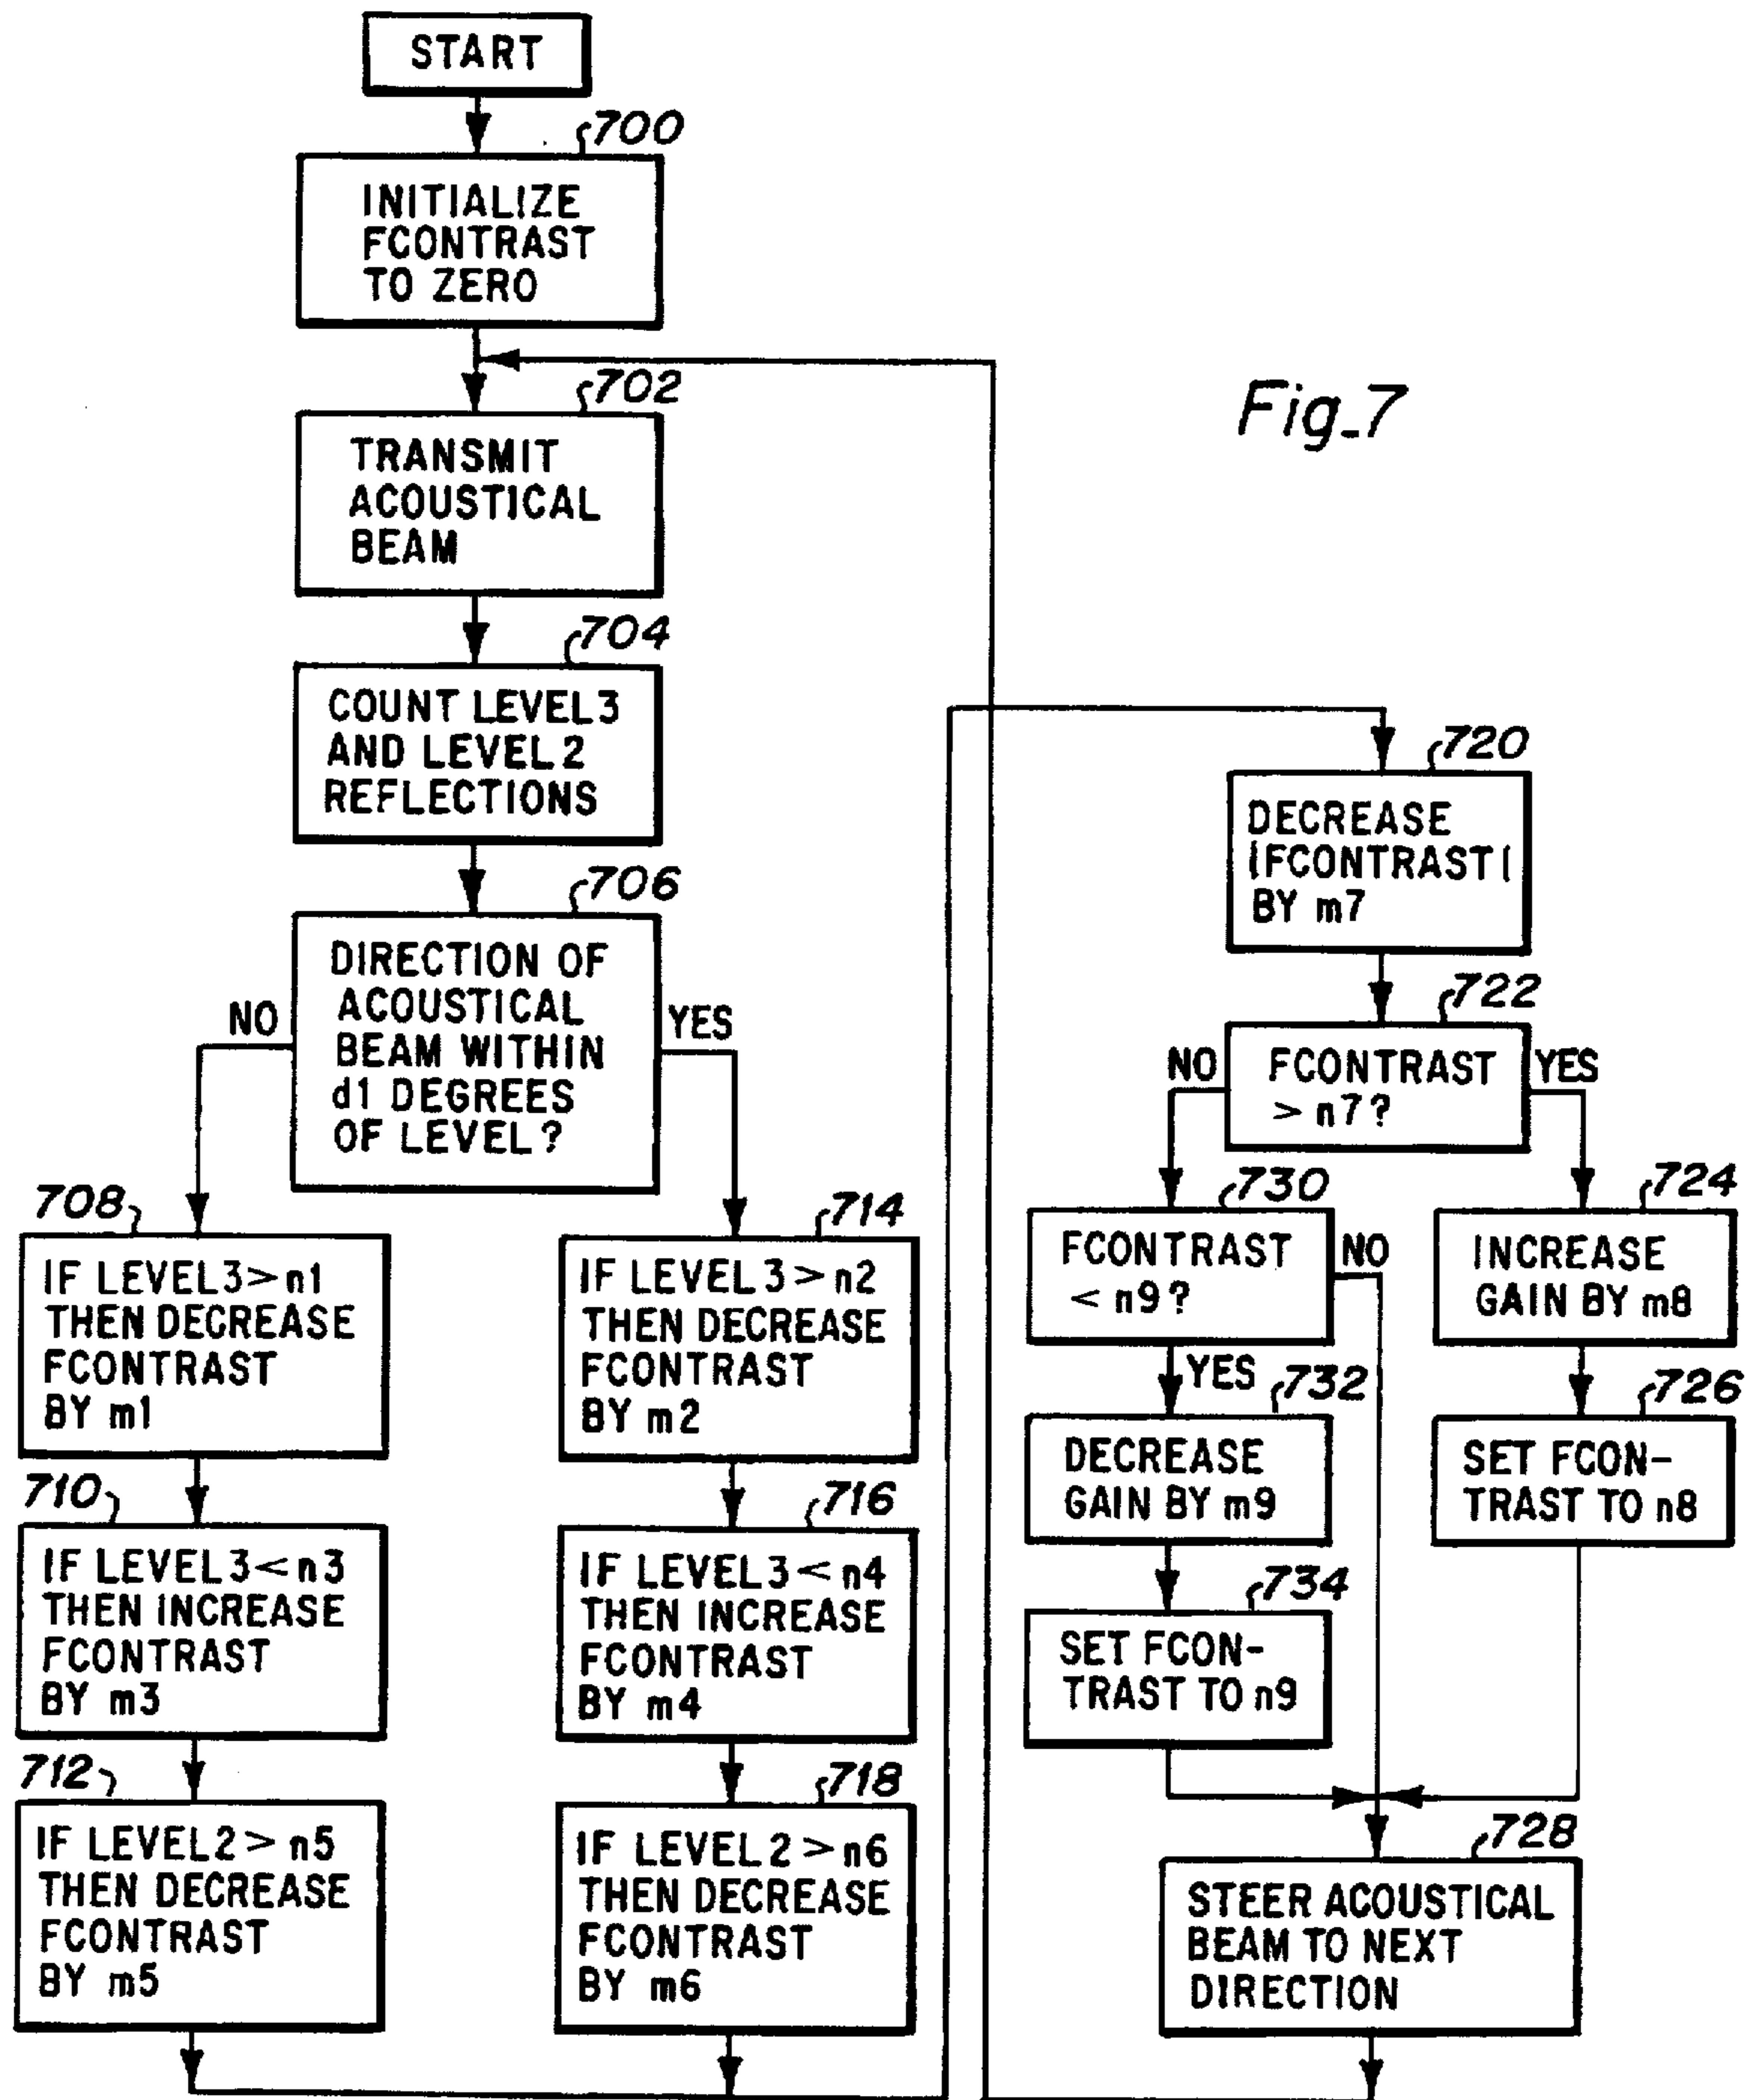 START
700
INITIALIZE
FCONTRAST
TO ZERO
702
TRANSMIT
ACOUSTICAL
BEAM
Fig_7
704
COUNT LEVEL3
AND LEVEL2
REFLECTIONS
706
DIRECTION OF
ACOUSTICAL
BEAM WITHIN
d1 DEGREES
OF LEVEL?
NO
YES
708
IF LEVEL3>n1
THEN DECREASE
FCONTRAST
BY m1
710
IF LEVEL3<n3
THEN INCREASE
FCONTRAST
BY m3
712
IF LEVEL2>n5
THEN DECREASE
FCONTRAST
BY m5
714
IF LEVEL3>n2
THEN DECREASE
FCONTRAST
BY m2
716
IF LEVEL3<n4
THEN INCREASE
FCONTRAST
BY m4
718
IF LEVEL2>n6
THEN DECREASE
FCONTRAST
BY m6
720
DECREASE
|FCONTRAST|
BY m7
722
FCONTRAST
> n7?
NO
YES
730
FCONTRAST
< n9?
NO
YES
732
DECREASE
GAIN BY m9
734
SET FCON-
TRAST TO n9
724
INCREASE
GAIN BY m8
726
SET FCON-
TRAST TO n8
728
STEER ACOUSTICAL
BEAM TO NEXT
DIRECTION